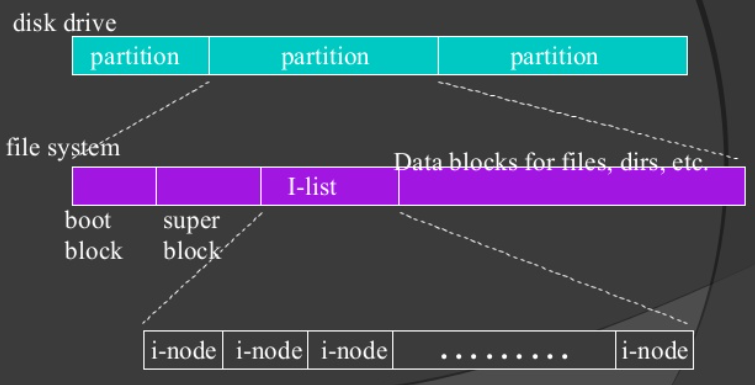 disk drive
partition partition partition
file system
Data blocks for files, dirs, etc.
I-list
boot super
block block
i-node i-node i-node ......... i-node